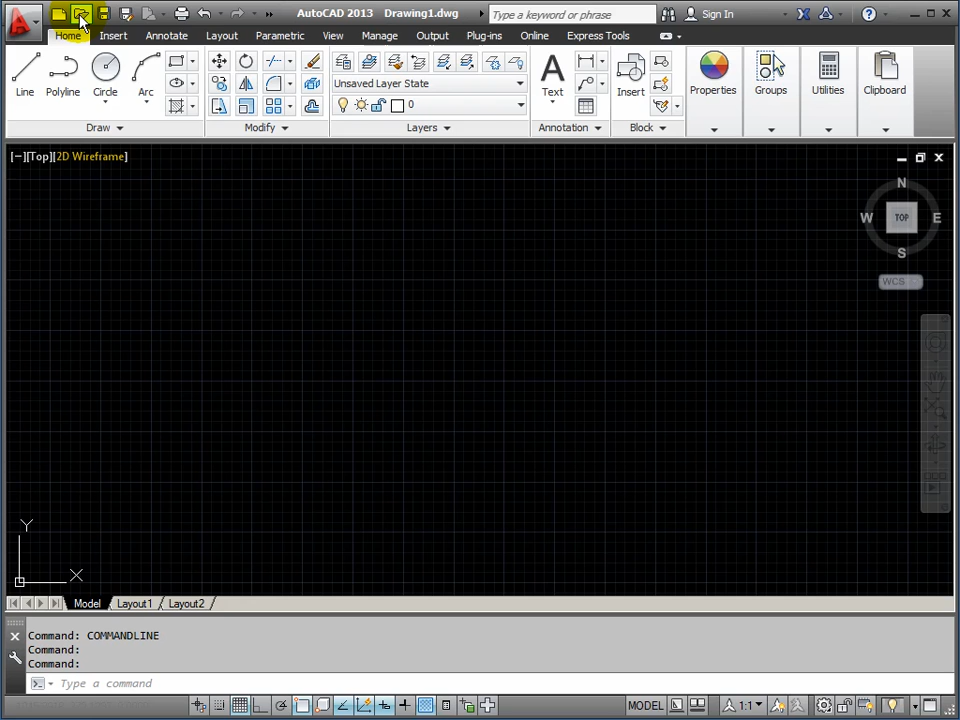 AutoCAD 2013 Drawing1.dwg
Type a keyword or phrase
Sign In
Home Insert Annotate Layout Parametric View Manage Output Plug-ins Online Express Tools
Line Polyline Circle Arc
Unsaved Layer State
0
Text
Insert
Properties Groups Utilities Clipboard
Draw Modify Layers Annotation Block
[−][Top][2D Wireframe]
N
W TOP E
S
WCS
Y
X
Model Layout1 Layout2
Command: COMMANDLINE
Command:
Command:
Type a command
MODEL 1:1